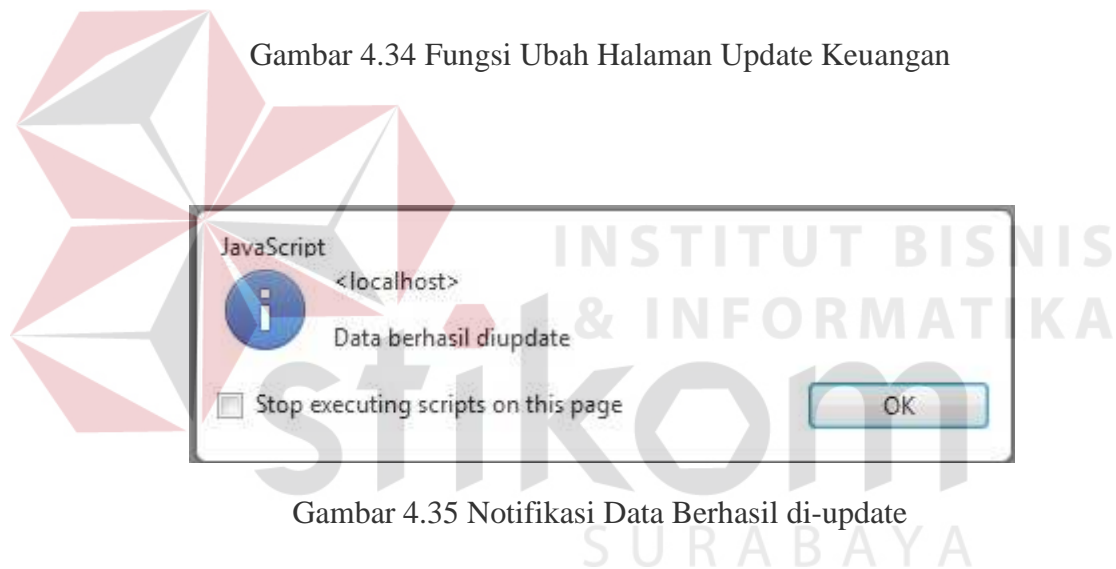 Gambar 4.34 Fungsi Ubah Halaman Update Keuangan
JavaScript
<localhost>
Data berhasil diupdate
Stop executing scripts on this page
OK
INSTITUT BISNIS
& INFORMATIKA
stikom
SURABAYA
Gambar 4.35 Notifikasi Data Berhasil di-update